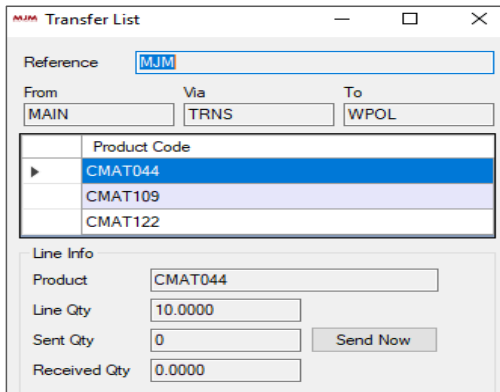 MJM Transfer List
Reference MJM
From Via To
MAIN TRNS WPOL
Product Code
CMAT044
CMAT109
CMAT122
Line Info
Product CMAT044
Line Qty 10.0000
Sent Qty 0 Send Now
Received Qty 0.0000